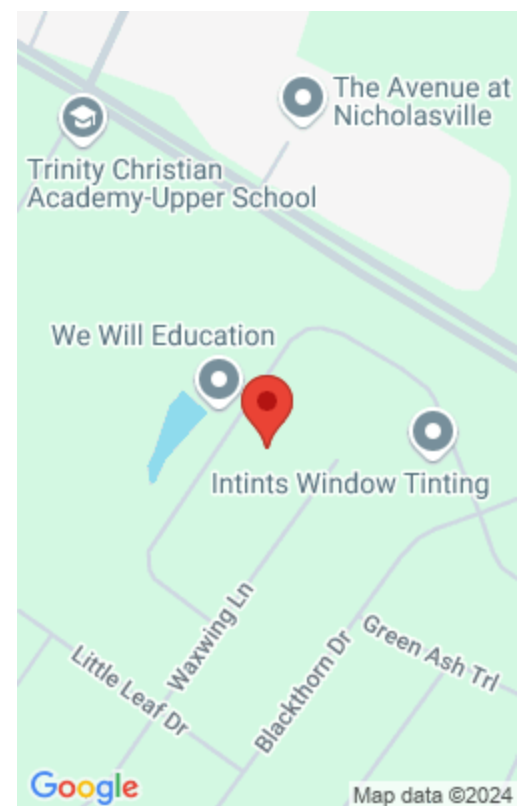 The Avenue at
Nicholasville
Trinity Christian
Academy-Upper School
We Will Education
Intints Window Tinting
Waxwing Ln
Green Ash Trl
Little Leaf Dr
Blackthorn Dr
Google
Map data ©2024